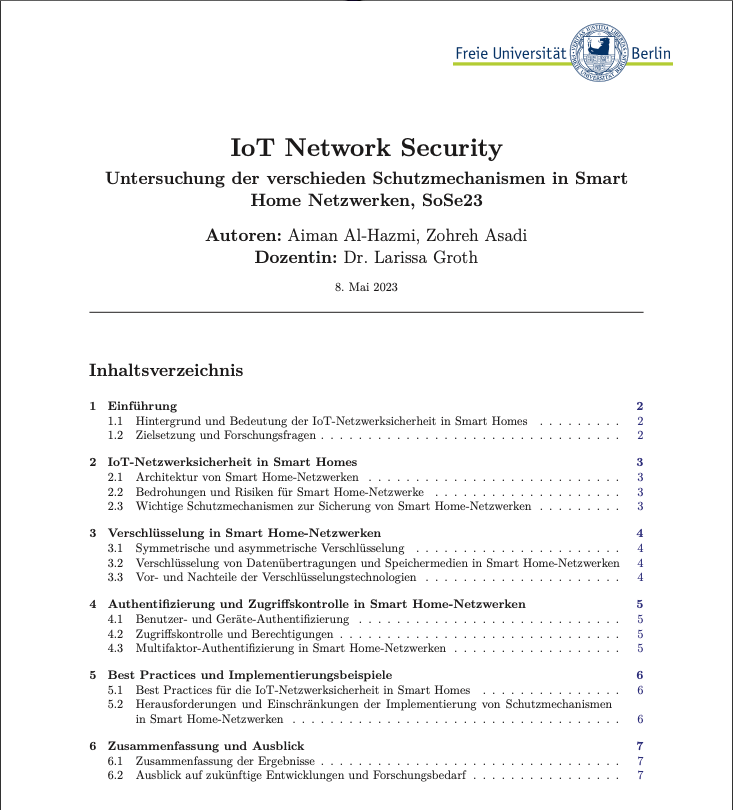 Freie Universität Berlin
IoT Network Security
Untersuchung der verschieden Schutzmechanismen in Smart
Home Netzwerken, SoSe23
Autoren: Aiman Al-Hazmi, Zohreh Asadi
Dozentin: Dr. Larissa Groth
8. Mai 2023
Inhaltsverzeichnis
1 Einführung 2
1.1 Hintergrund und Bedeutung der IoT-Netzwerksicherheit in Smart Homes . . . . . . . . . 2
1.2 Zielsetzung und Forschungsfragen . . . . . . . . . . . . . . . . . . . . . . . . . . . . . . . 2
2 IoT-Netzwerksicherheit in Smart Homes 3
2.1 Architektur von Smart Home-Netzwerken . . . . . . . . . . . . . . . . . . . . . . . . . . 3
2.2 Bedrohungen und Risiken für Smart Home-Netzwerke . . . . . . . . . . . . . . . . . . . 3
2.3 Wichtige Schutzmechanismen zur Sicherung von Smart Home-Netzwerken . . . . . . . . . 3
3 Verschlüsselung in Smart Home-Netzwerken 4
3.1 Symmetrische und asymmetrische Verschlüsselung . . . . . . . . . . . . . . . . . . . . . 4
3.2 Verschlüsselung von Datenübertragungen und Speichermedien in Smart Home-Netzwerken 4
3.3 Vor- und Nachteile der Verschlüsselungstechnologien . . . . . . . . . . . . . . . . . . . . 4
4 Authentifizierung und Zugriffskontrolle in Smart Home-Netzwerken 5
4.1 Benutzer- und Geräte-Authentifizierung . . . . . . . . . . . . . . . . . . . . . . . . . . . 5
4.2 Zugriffskontrolle und Berechtigungen . . . . . . . . . . . . . . . . . . . . . . . . . . . . . 5
4.3 Multifaktor-Authentifizierung in Smart Home-Netzwerken . . . . . . . . . . . . . . . . . 5
5 Best Practices und Implementierungsbeispiele 6
5.1 Best Practices für die IoT-Netzwerksicherheit in Smart Homes . . . . . . . . . . . . . . . 6
5.2 Herausforderungen und Einschränkungen der Implementierung von Schutzmechanismen
in Smart Home-Netzwerken . . . . . . . . . . . . . . . . . . . . . . . . . . . . . . . . . . 6
6 Zusammenfassung und Ausblick 7
6.1 Zusammenfassung der Ergebnisse . . . . . . . . . . . . . . . . . . . . . . . . . . . . . . . 7
6.2 Ausblick auf zukünftige Entwicklungen und Forschungsbedarf . . . . . . . . . . . . . . . . 7